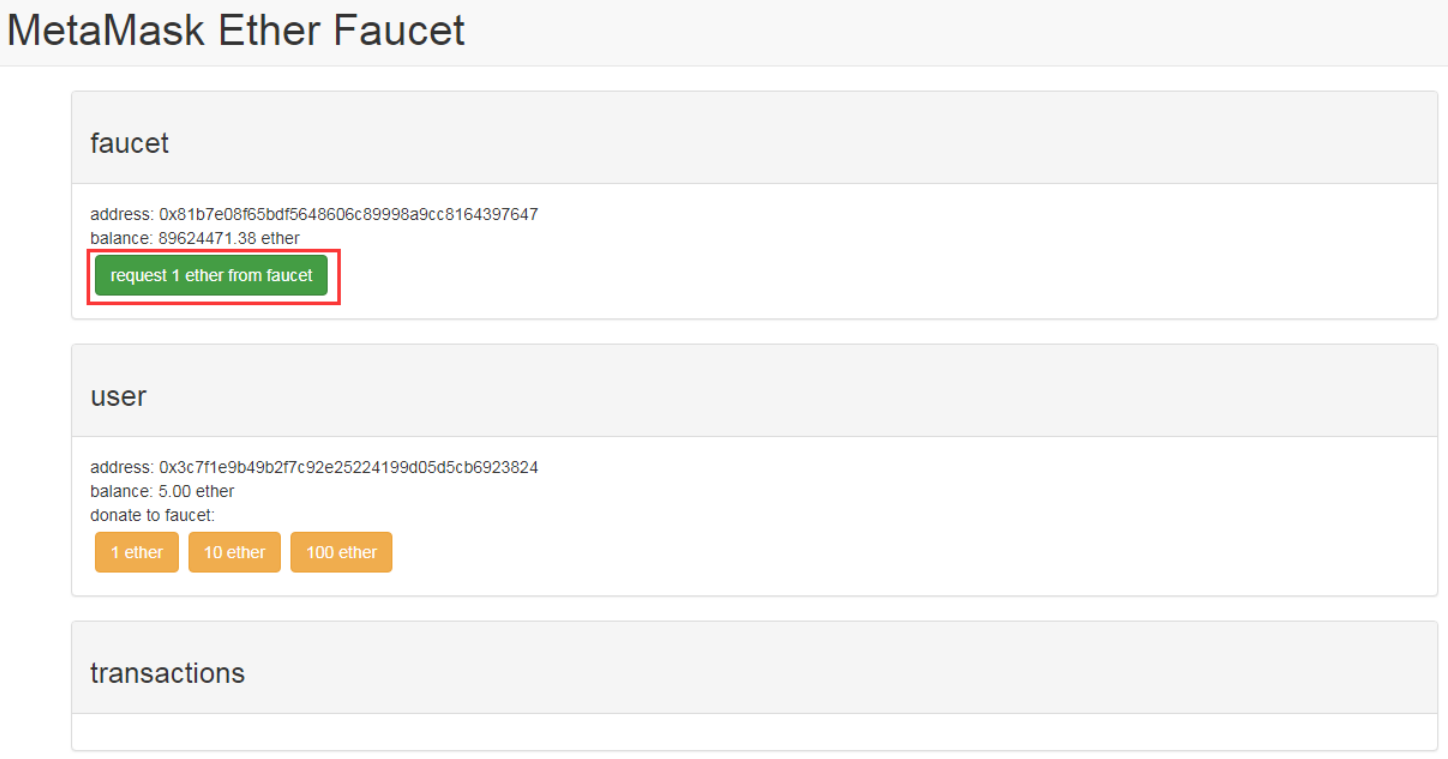 MetaMask Ether Faucet
faucet
address: 0x81b7e08f65bdf5648606c89998a9cc8164397647
balance: 89624471.38 ether
request 1 ether from faucet
user
address: 0x3c7f1e9b49b2f7c92e25224199d05d5cb6923824
balance: 5.00 ether
donate to faucet:
1 ether 10 ether 100 ether
transactions